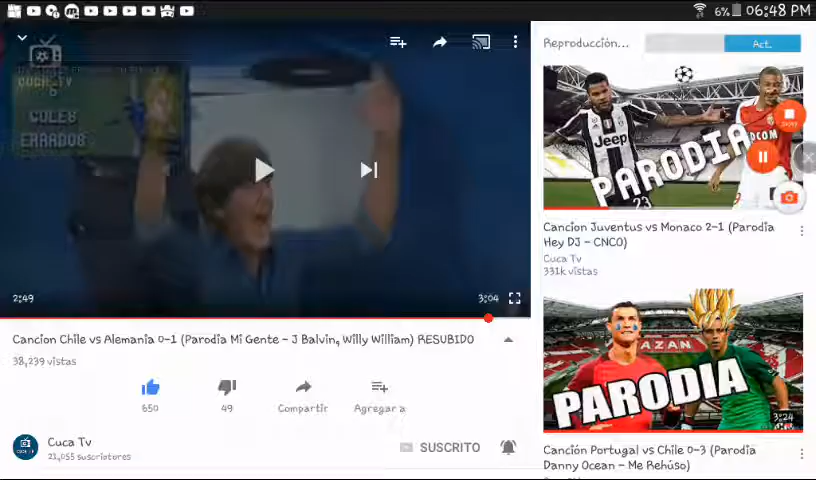 6% 06:48 PM
CUCA TV
GOLES
ERRADOS
2:49
3:04
Cancion Chile vs Alemania 0-1 (Parodia Mi Gente - J Balvin, Willy William) RESUBIDO
38,239 vistas
650
49
Compartir
Agregar a
Cuca Tv
SUSCRITO
21,055 suscriptores
Reproducción...
Act.
Jeep
PARODIA
23
Cancion Juventus vs Monaco 2-1 (Parodia
Hey DJ - CNCO)
Cuca Tv
331k vistas
KAZAN
PARODIA
3:24
Canción Portugal vs Chile 0-3 (Parodia
Danny Ocean - Me Rehúso)